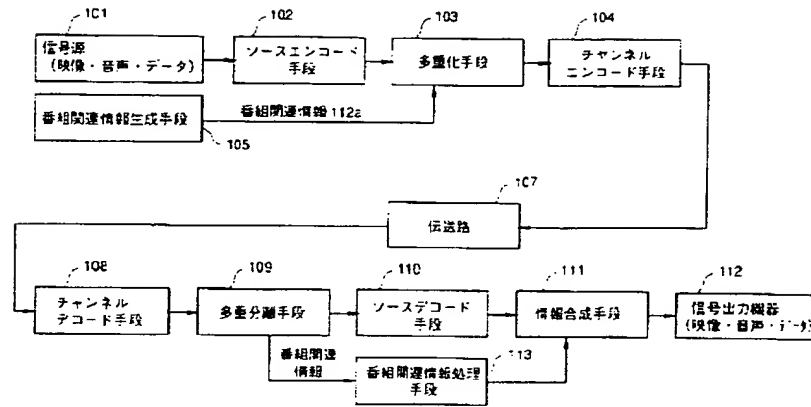 101
信号源
(映像・音声・データ)
102
ソースエンコード
手段
103
多重化手段
104
チャンネル
エンコード手段
番組関連情報生成手段
105
番組関連情報 112a
107
伝送路
108
チャンネル
デコード手段
109
多重分離手段
110
ソースデコード
手段
111
情報合成手段
112
信号出力機器
(映像・音声・データ)
番組関連
情報
113
番組関連情報処理
手段